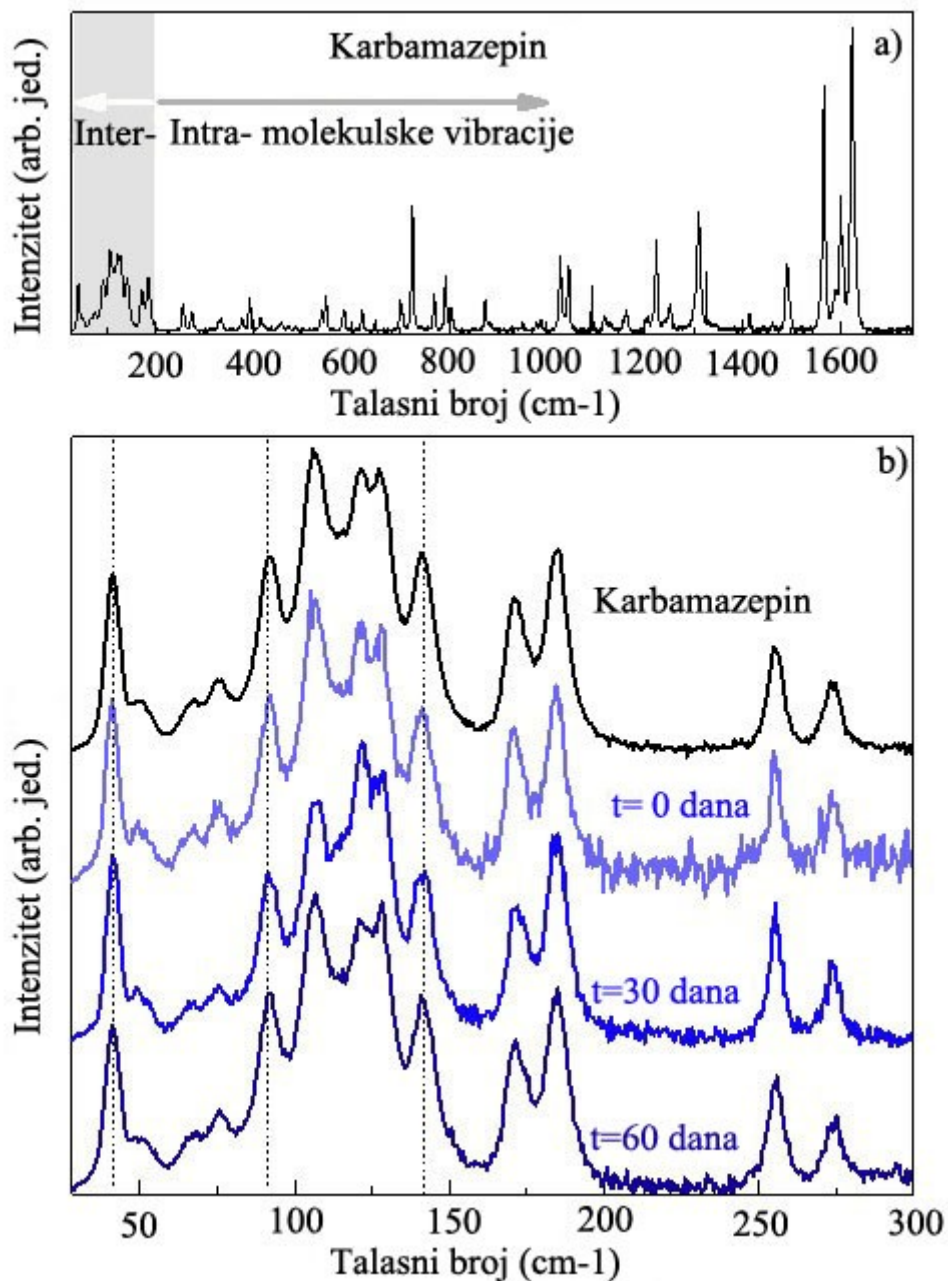 a)
Karbamazepin
Inter- Intra- molekulske vibracije
Intenzitet (arb. jed.)
200 400 600 800 1000 1200 1400 1600
Talasni broj (cm-1)
b)
Karbamazepin
t= 0 dana
t=30 dana
t=60 dana
Intenzitet (arb. jed.)
50 100 150 200 250 300
Talasni broj (cm-1)